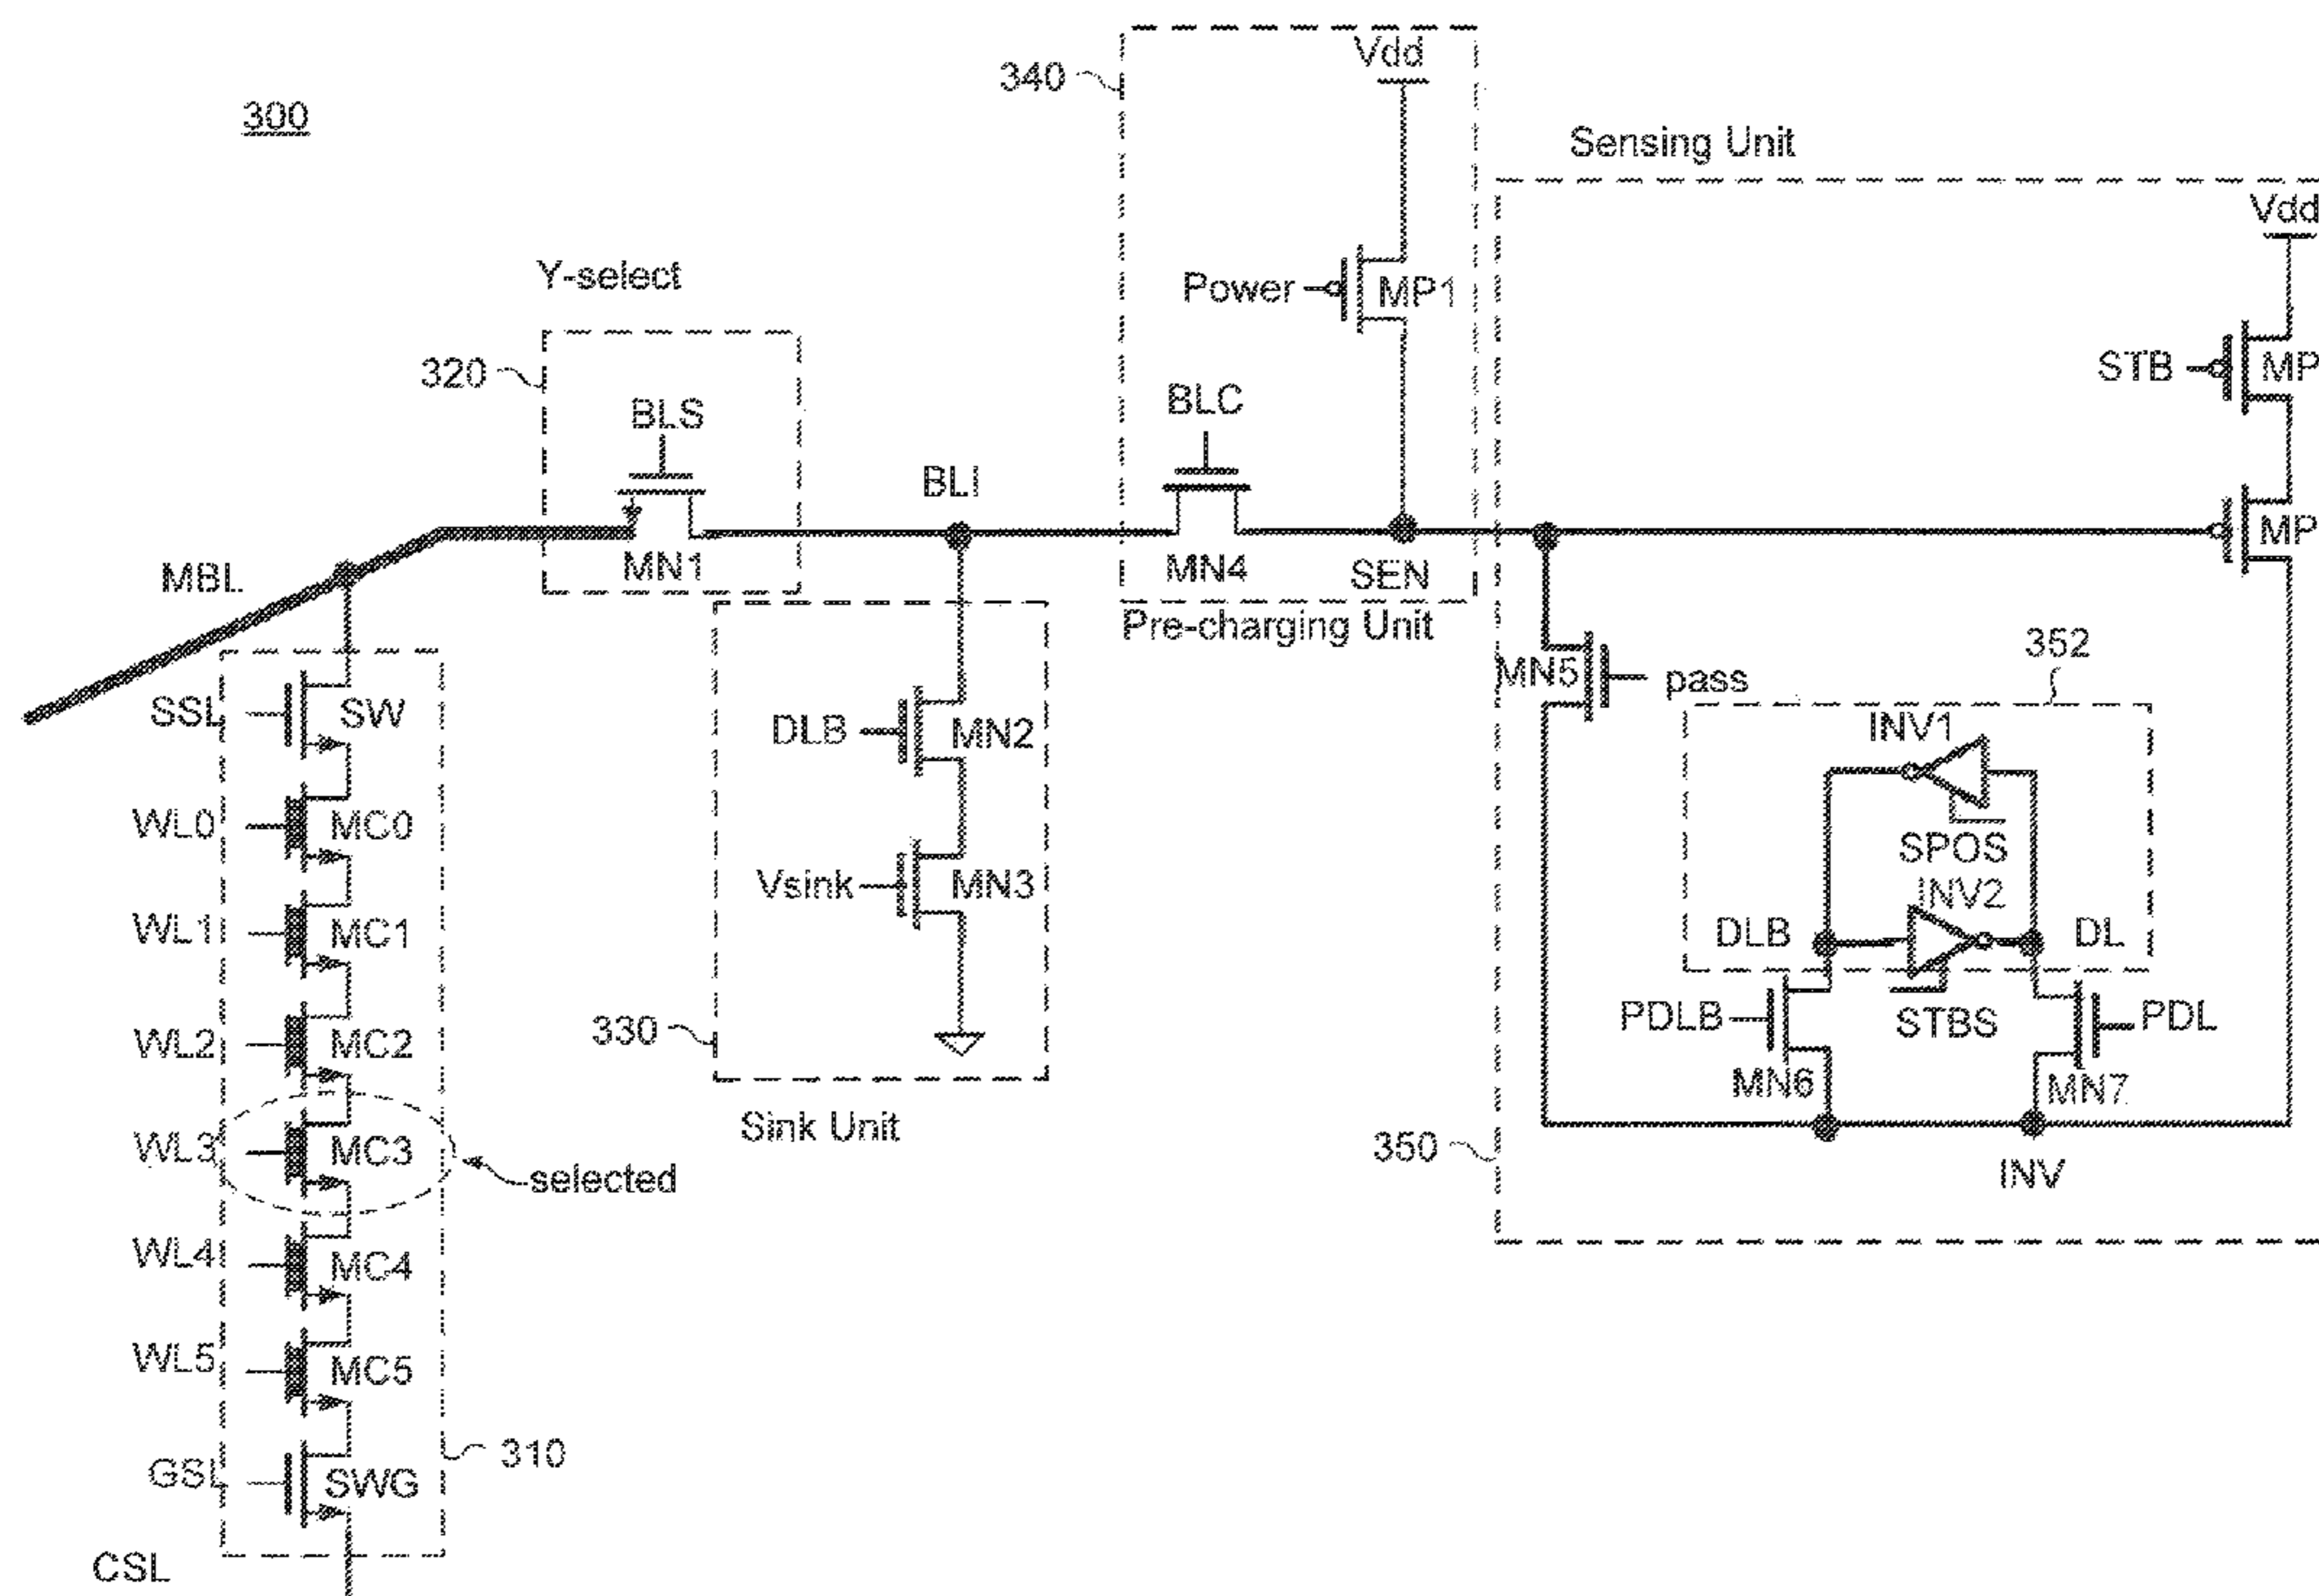 300
340
Vdd
Sensing Unit
Vdd
Y-select
Power
MP1
320
STB
MP
BLS
BLC
BLI
MP
MBL
MN1
MN4
SEN
Pre-charging Unit
352
MN5
pass
SSL
SW
DLB
MN2
INV1
WL0
MC0
SPOS
Vsink
MN3
INV2
WL1
MC1
DLB
DL
330
PDLB
STBS
PDL
WL2
MC2
MN6
MN7
Sink Unit
WL3
MC3
selected
350
INV
WL4
MC4
WL5
MC5
310
GSL
SWG
CSL